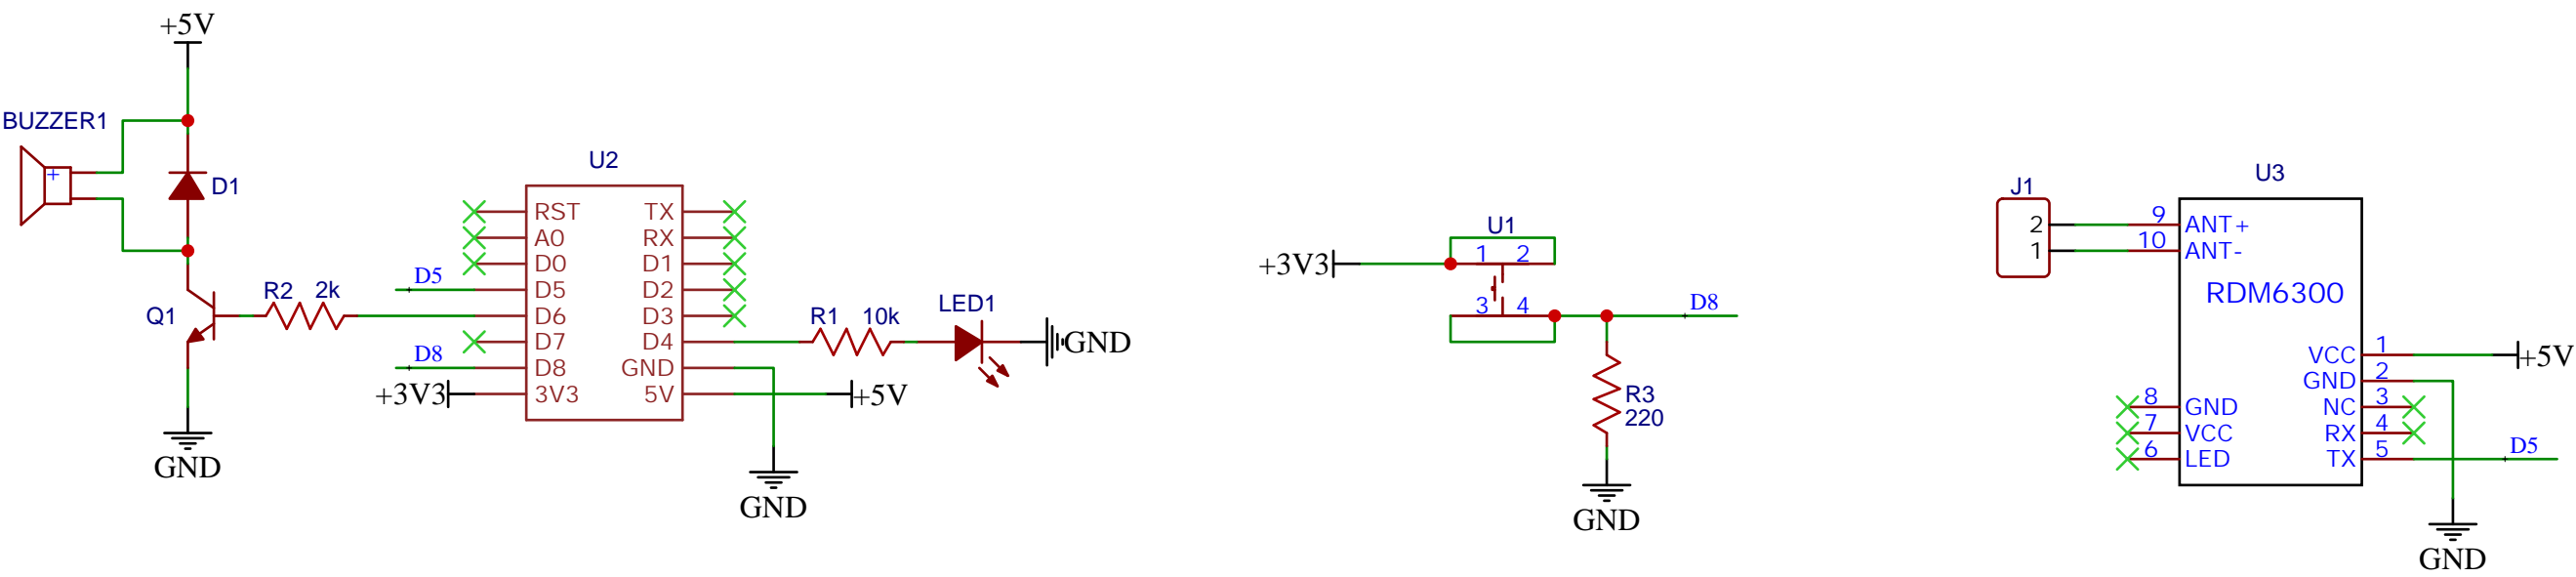 +5V
BUZZER1
+
D1
Q1
R2 2k
GND
D5
D8
+3V3
U2
RST TX
A0 RX
D0 D1
D5 D2
D6 D3
D7 D4
D8 GND
3V3 5V
R1 10k
LED1
GND
+5V
GND
U1
+3V3
1 2
3 4
D8
R3
220
GND
J1
2
1
U3
9 ANT+
10 ANT-
RDM6300
VCC 1
GND 2
8 GND NC 3
7 VCC RX 4
6 LED TX 5
+5V
D5
GND